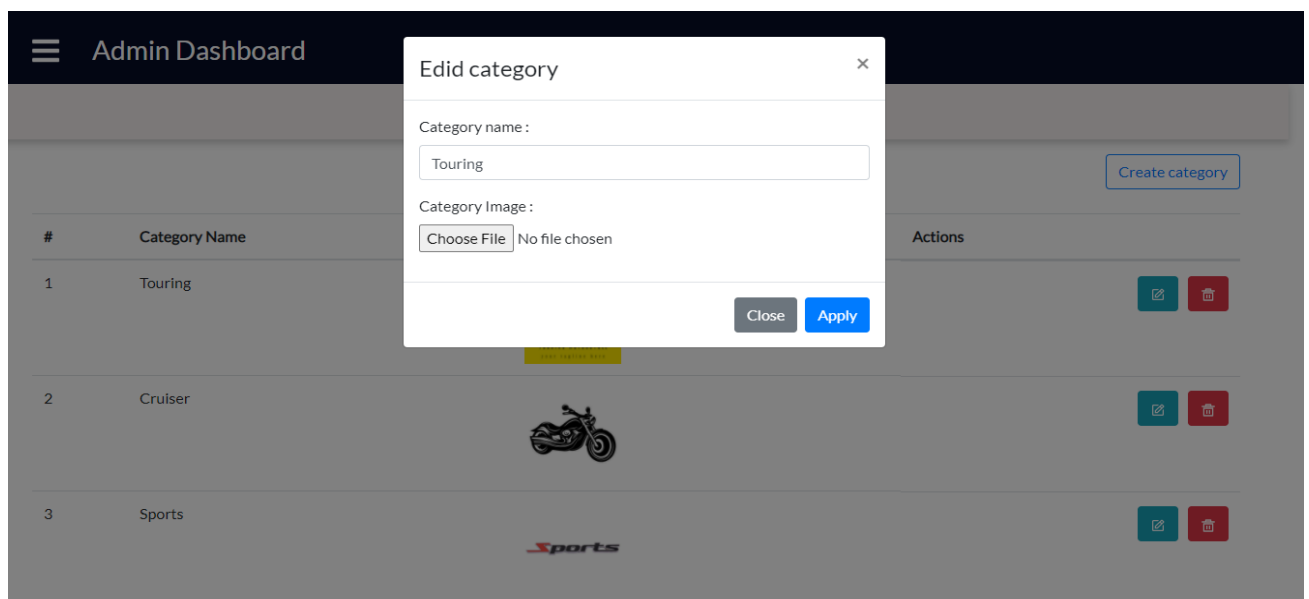 Admin Dashboard
Edid category
×
Category name :
Touring
Create category
Category Image :
Choose File No file chosen
# Category Name Actions
1 Touring
Close Apply
2 Cruiser
3 Sports
Sports